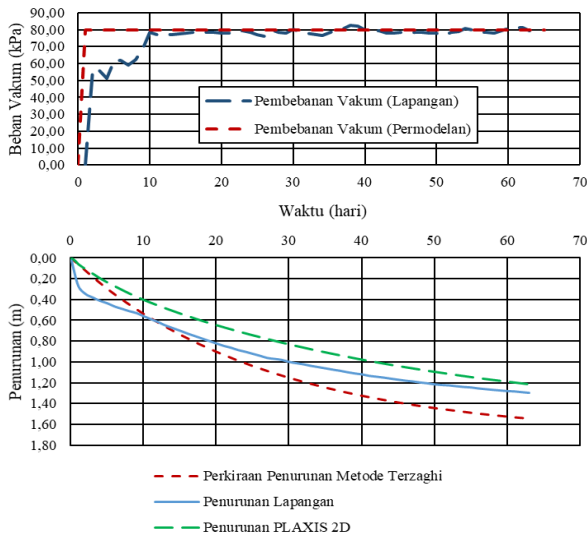 Beban Vakum (kPa)
90,00
80,00
70,00
60,00
50,00
40,00
30,00
20,00
10,00
0,00
Pembebanan Vakum (Lapangan)
Pembebanan Vakum (Permodelan)
0 10 20 30 40 50 60 70
Waktu (hari)
0 10 20 30 40 50 60 70
Penurunan (m)
0,00
0,20
0,40
0,60
0,80
1,00
1,20
1,40
1,60
1,80
Perkiraan Penurunan Metode Terzaghi
Penurunan Lapangan
Penurunan PLAXIS 2D